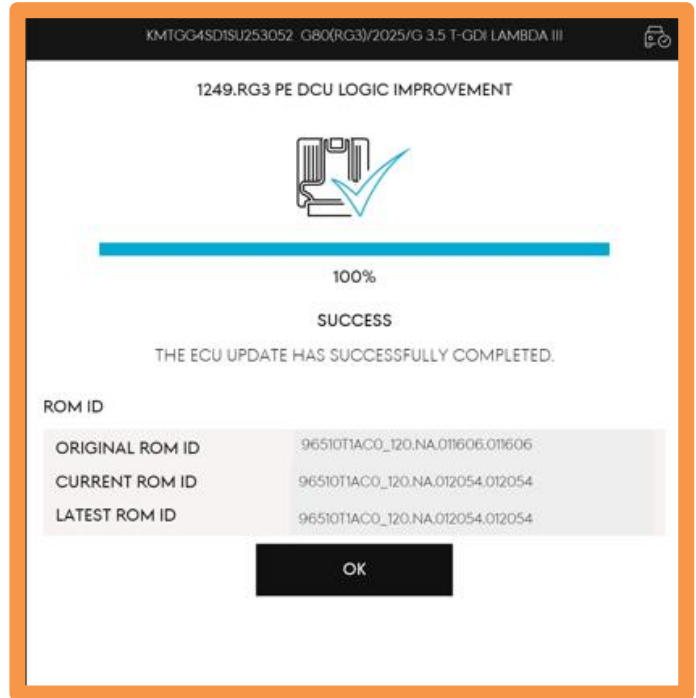 KMTGG4SD1SU253052 G80(RG3)/2025/G 3.5 T-GDI LAMBDA III
1249.RG3 PE DCU LOGIC IMPROVEMENT
100%
SUCCESS
THE ECU UPDATE HAS SUCCESSFULLY COMPLETED.
ROM ID
ORIGINAL ROM ID 96510T1AC0_120.NA.011606.011606
CURRENT ROM ID 96510T1AC0_120.NA.012054.012054
LATEST ROM ID 96510T1AC0_120.NA.012054.012054
OK